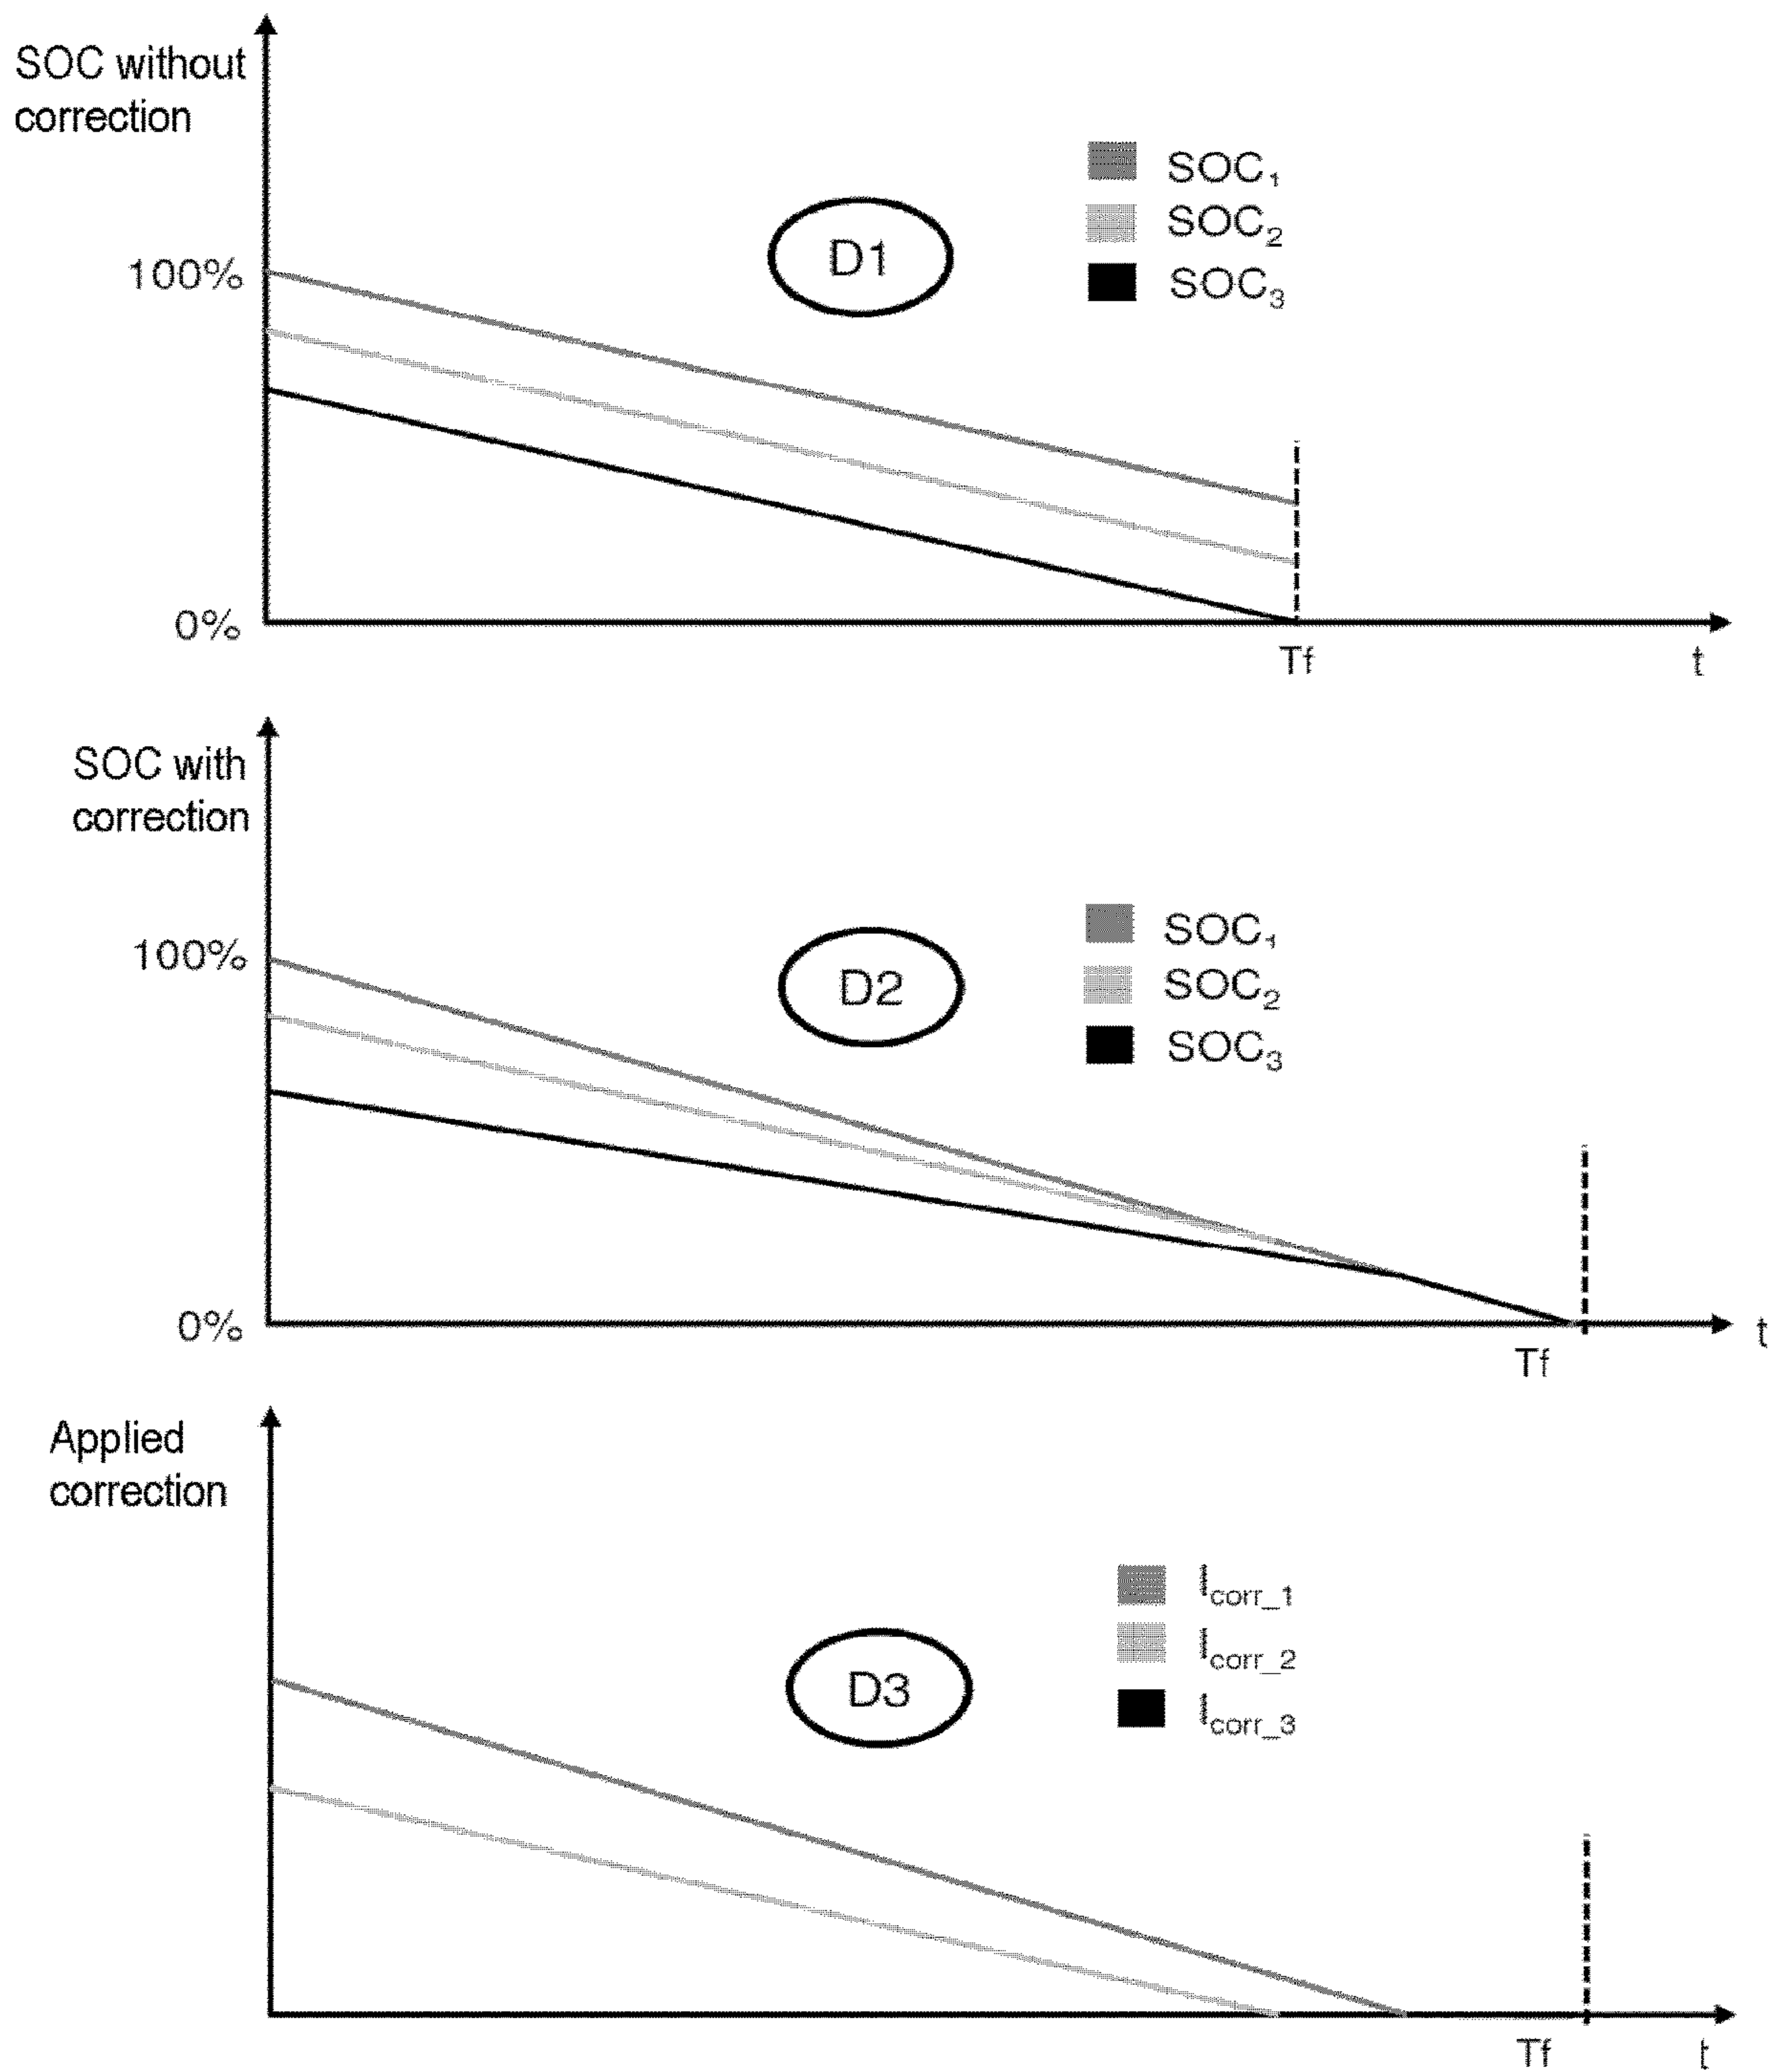 SOC without
correction
D1
SOC₁
SOC₂
SOC₃
100%
0%
Tf
t
SOC with
correction
D2
SOC₁
SOC₂
SOC₃
100%
0%
Tf
t
Applied
correction
D3
Icorr_1
Icorr_2
Icorr_3
Tf
t